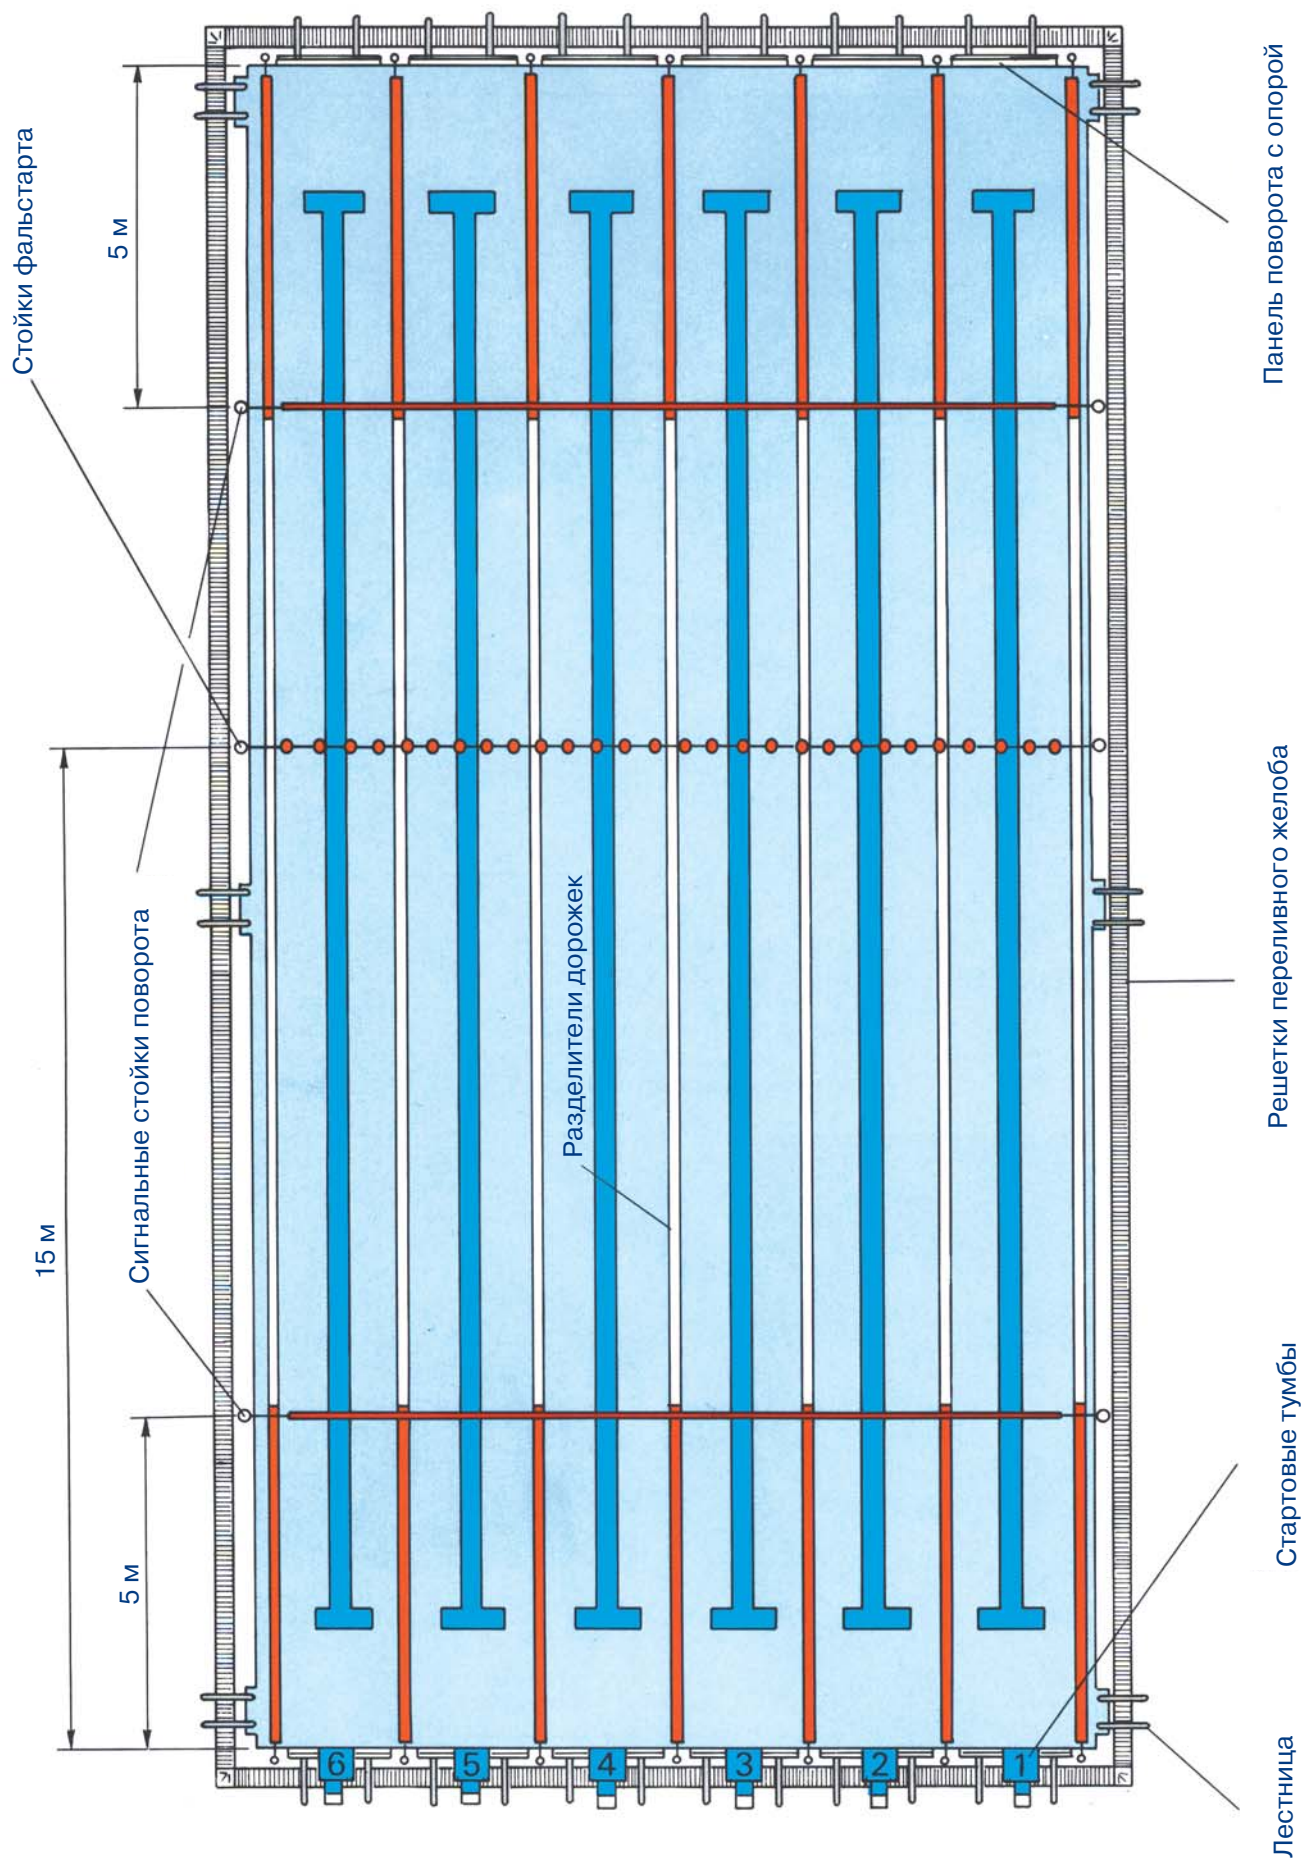 Стойки фальстарта
5 м
Сигнальные стойки поворота
15 м
5 м
Разделители дорожек
Панель поворота с опорой
Решетки переливного желоба
Стартовые тумбы
Лестница
6 5 4 3 2 1